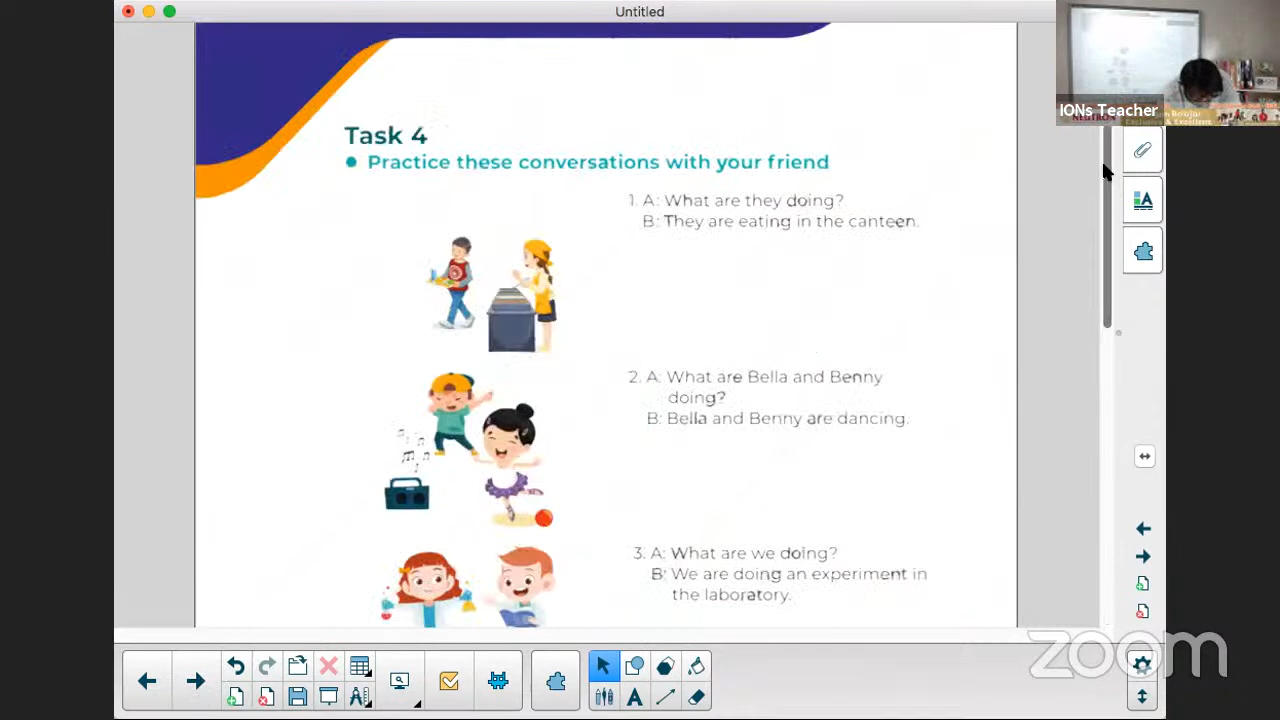 Untitled
IONs Teacher
Task 4
Practice these conversations with your friend
1. A: What are they doing?
B: They are eating in the canteen.
2. A: What are Bella and Benny
doing?
B: Bella and Benny are dancing.
3. A: What are we doing?
B: We are doing an experiment in
the laboratory.
zoom